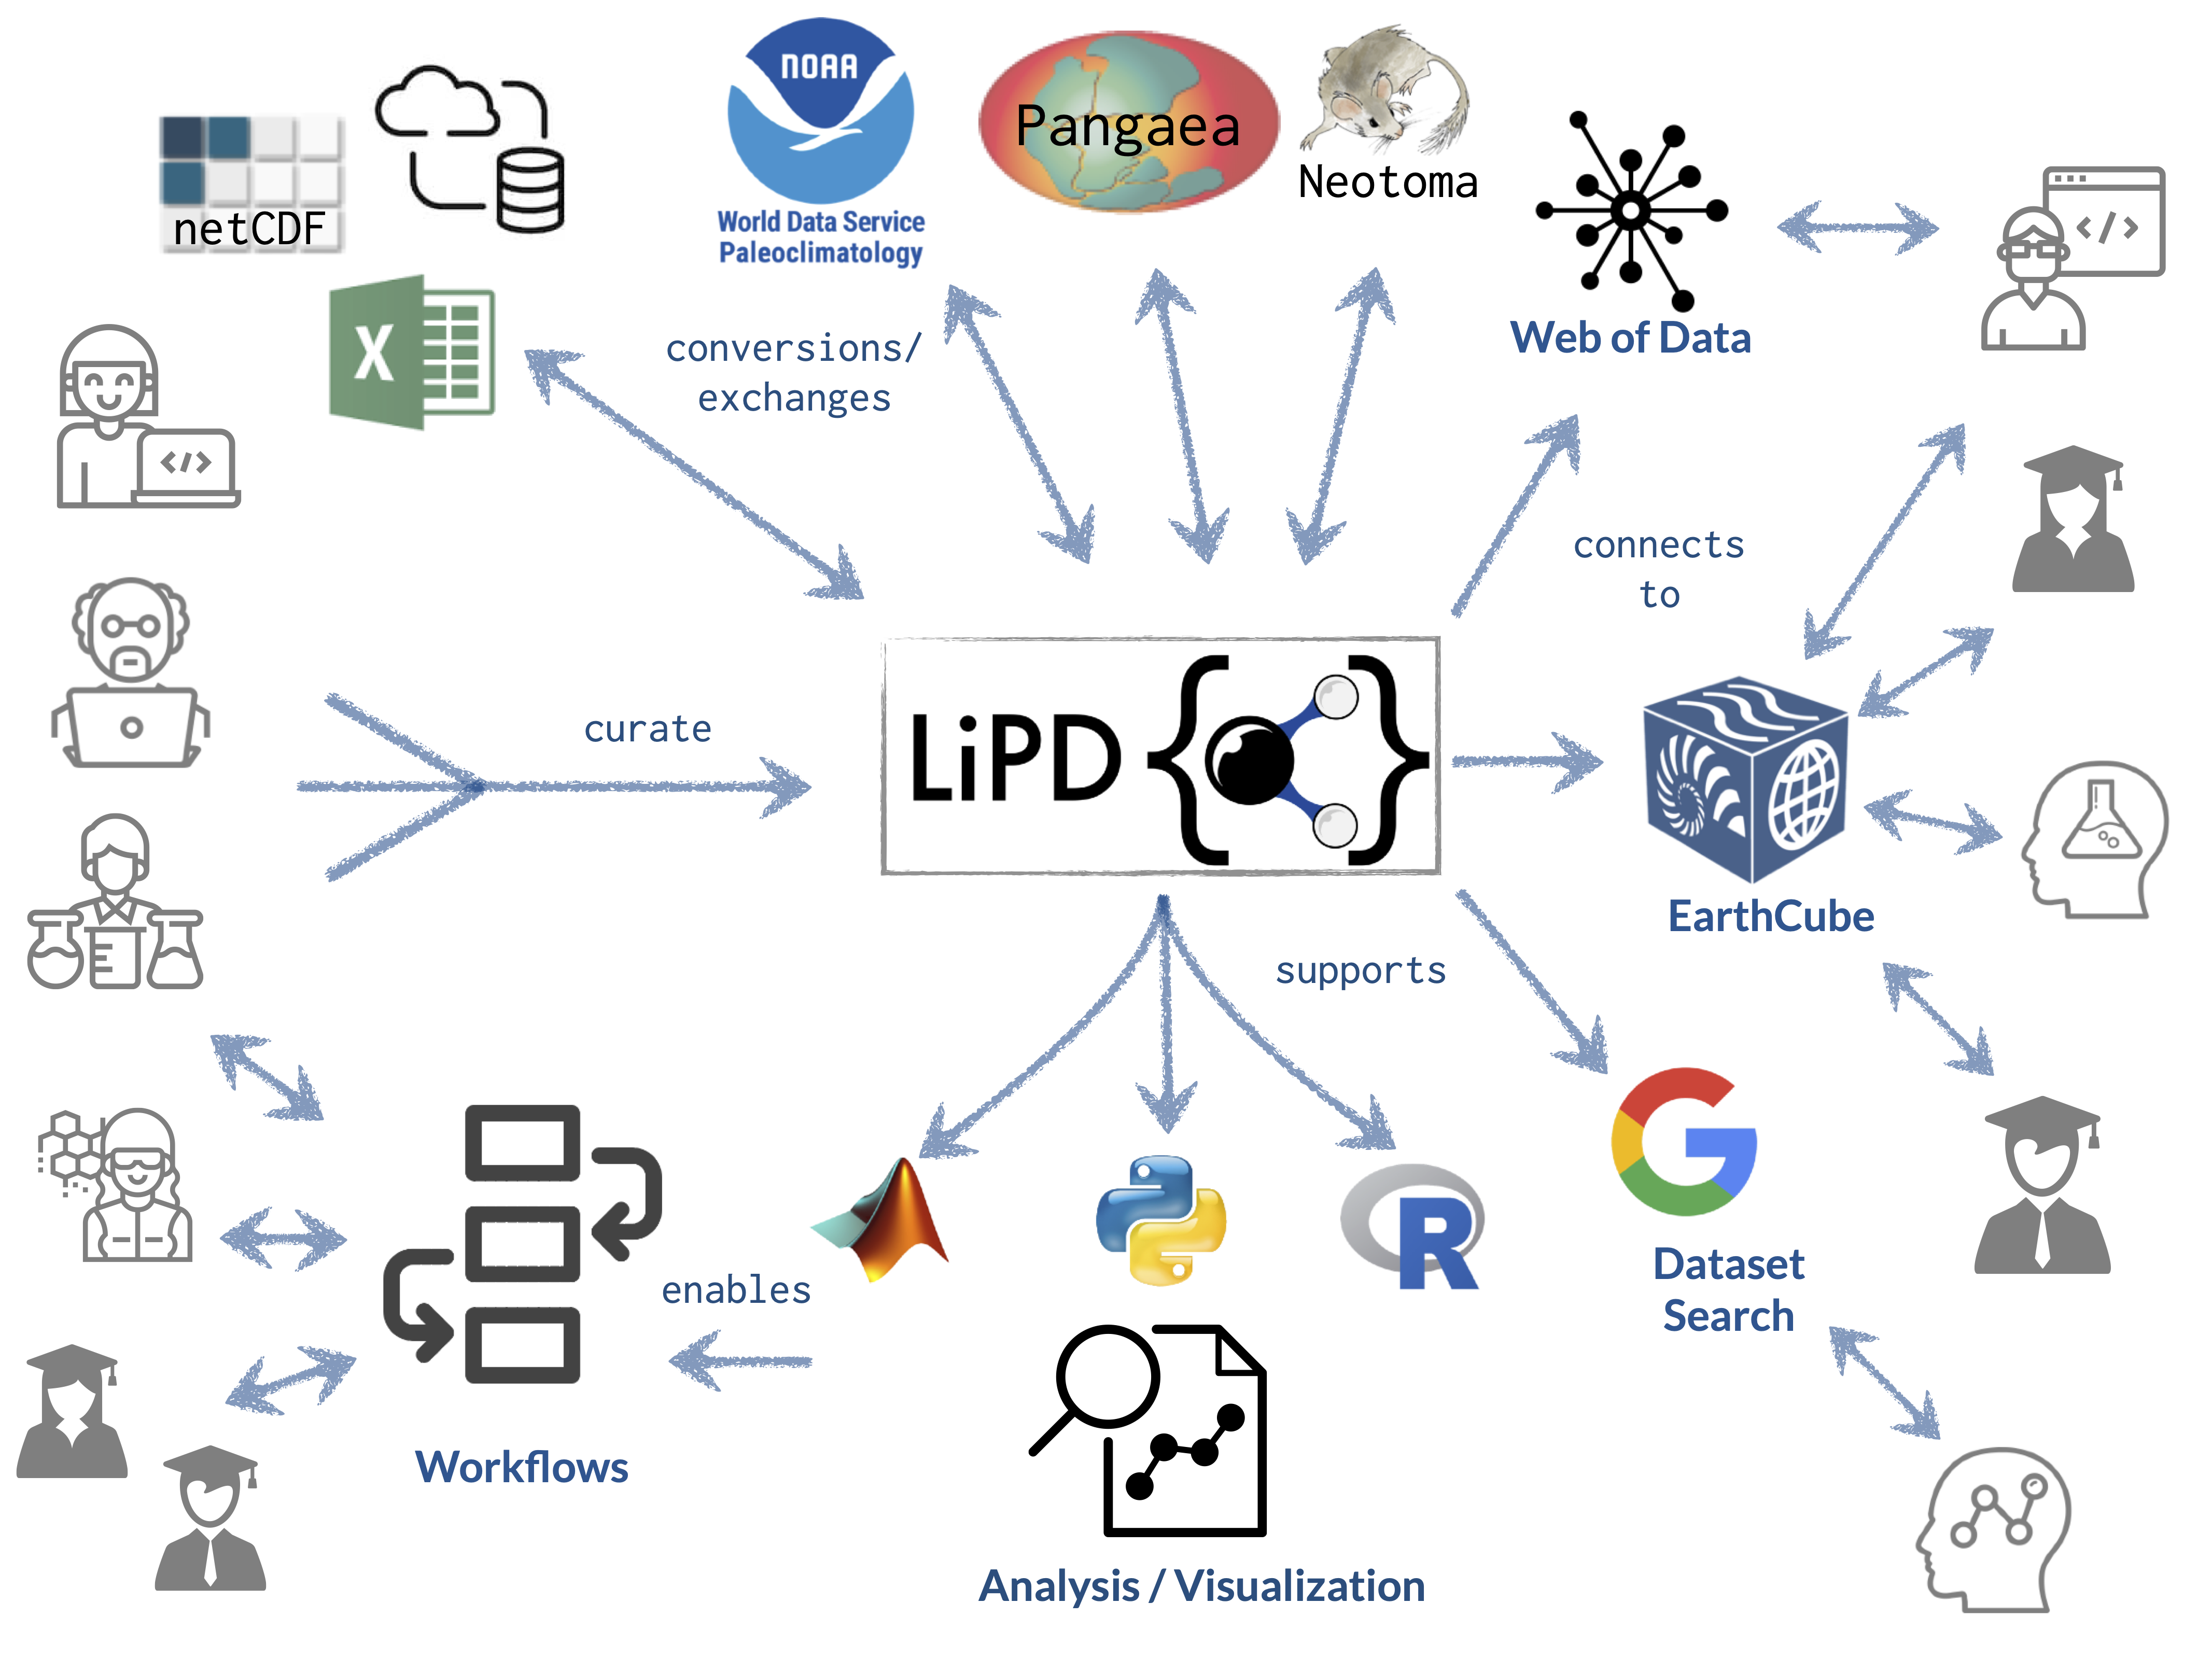 NOAA
World Data Service
Paleoclimatology
Pangaea
Neotoma
netCDF
X
</>
Web of Data
</>
conversions/
exchanges
connects
to
curate
LiPD
EarthCube
supports
R
Dataset
Search
enables
Workflows
Analysis / Visualization